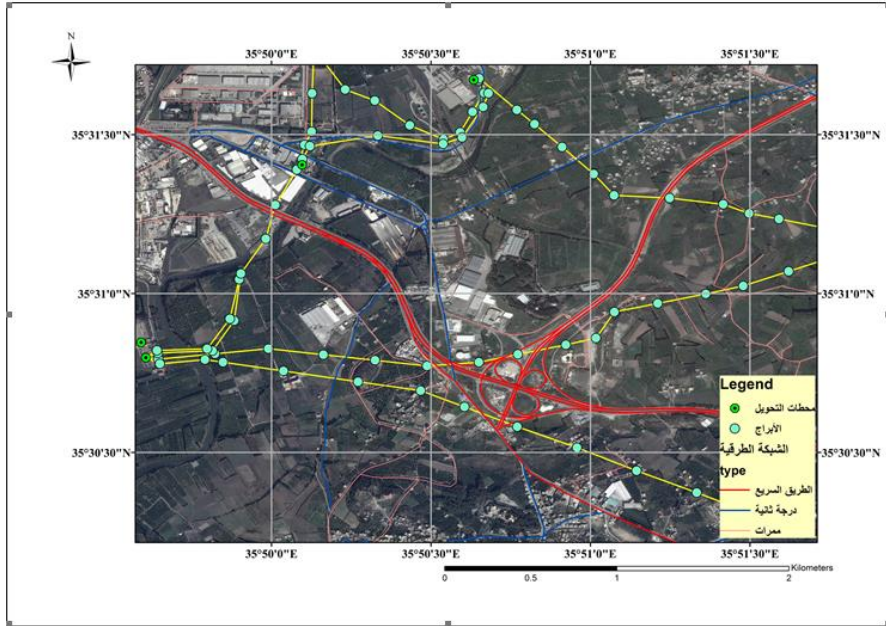 N
35°50'0"E 35°50'30"E 35°51'0"E 35°51'30"E
35°31'30"N 35°31'30"N
35°31'0"N 35°31'0"N
35°30'30"N 35°30'30"N
Legend
محطات التحويل
الأبراج
الشبكة الطرقية
type
الطريق السريع
درجة ثانية
ممرات
35°50'0"E 35°50'30"E 35°51'0"E 35°51'30"E
Kilometers
0 0.5 1 2